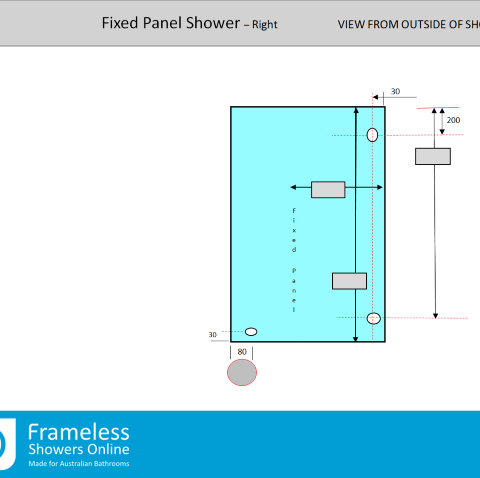 Fixed Panel Shower – Right
VIEW FROM OUTSIDE OF SHO
30
200
Fixed Panel
30
80
Frameless
Showers Online
Made for Australian Bathrooms